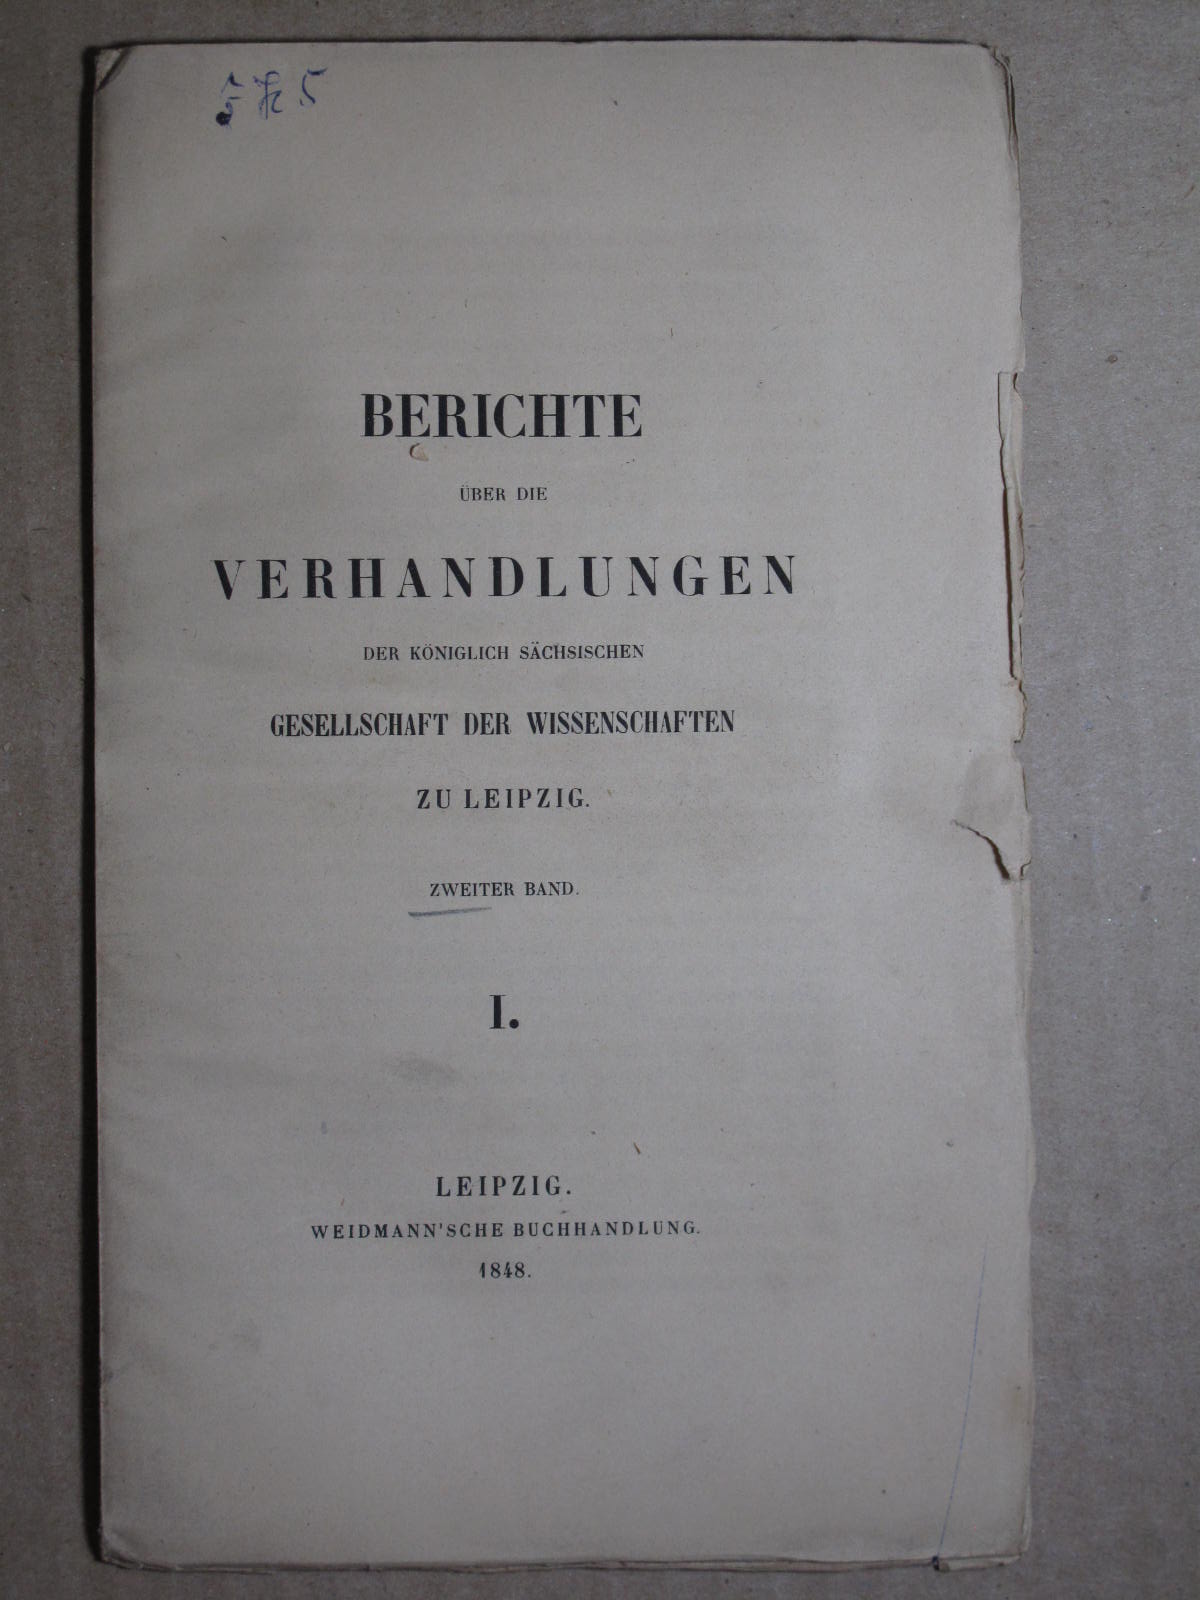 BERICHTE
ÜBER DIE
VERHANDLUNGEN
DER KÖNIGLICH SÄCHSISCHEN
GESELLSCHAFT DER WISSENSCHAFTEN
ZU LEIPZIG.
ZWEITER BAND.
I.
LEIPZIG.
WEIDMANN'SCHE BUCHHANDLUNG.
1848.